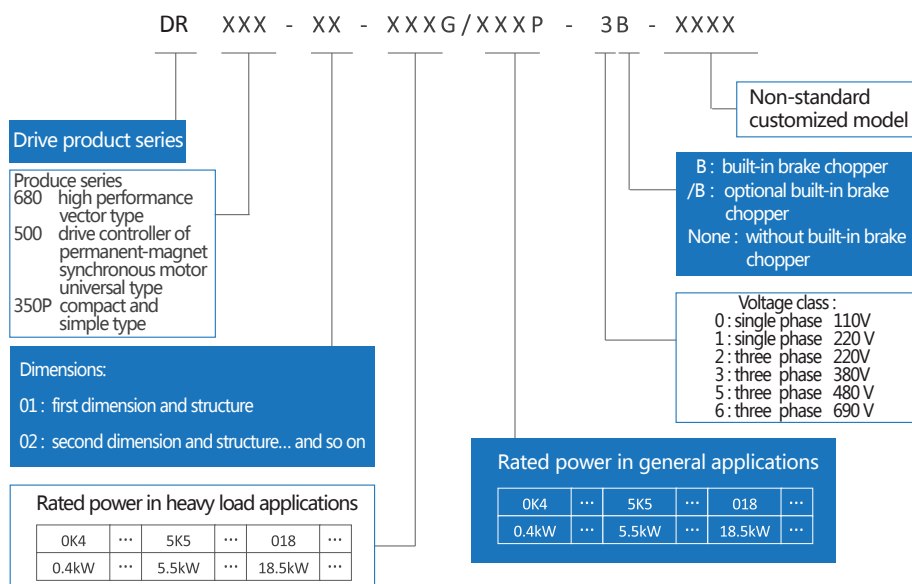 DR XXX - XX - XXXG/XXXP - 3B - XXXX
Drive product series
Produce series
680 high performance
vector type
500 drive controller of
permanent-magnet
synchronous motor
universal type
350P compact and
simple type
Dimensions:
01 : first dimension and structure
02 : second dimension and structure... and so on
Rated power in heavy load applications
0K4 ... 5K5 ... 018 ...
0.4kW ... 5.5kW ... 18.5kW ...
Non-standard
customized model
B : built-in brake chopper
/B : optional built-in brake
chopper
None : without built-in brake
chopper
Voltage class :
0 : single phase 110V
1 : single phase 220 V
2 : three phase 220V
3 : three phase 380V
5 : three phase 480 V
6 : three phase 690 V
Rated power in general applications
0K4 ... 5K5 ... 018 ...
0.4kW ... 5.5kW ... 18.5kW ...